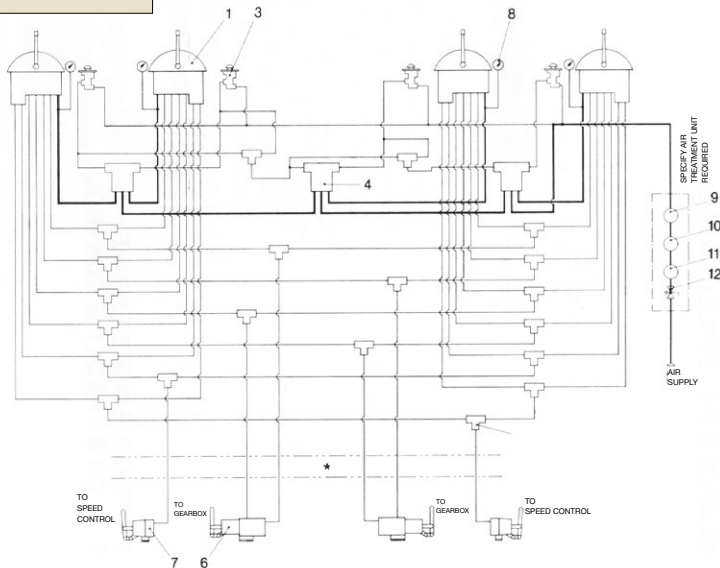 1
3
8
4
SPECIFY AIR
TREATMENT UNIT
REQUIRED
9
10
11
12
AIR
SUPPLY
*
TO
SPEED
CONTROL
TO
GEARBOX
TO
GEARBOX
TO
SPEED CONTROL
7
6